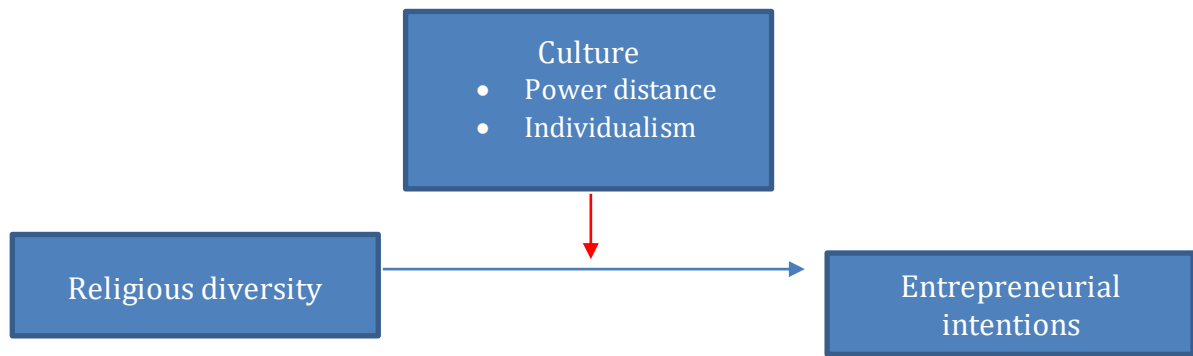 Culture
• Power distance
• Individualism
Religious diversity
Entrepreneurial
intentions